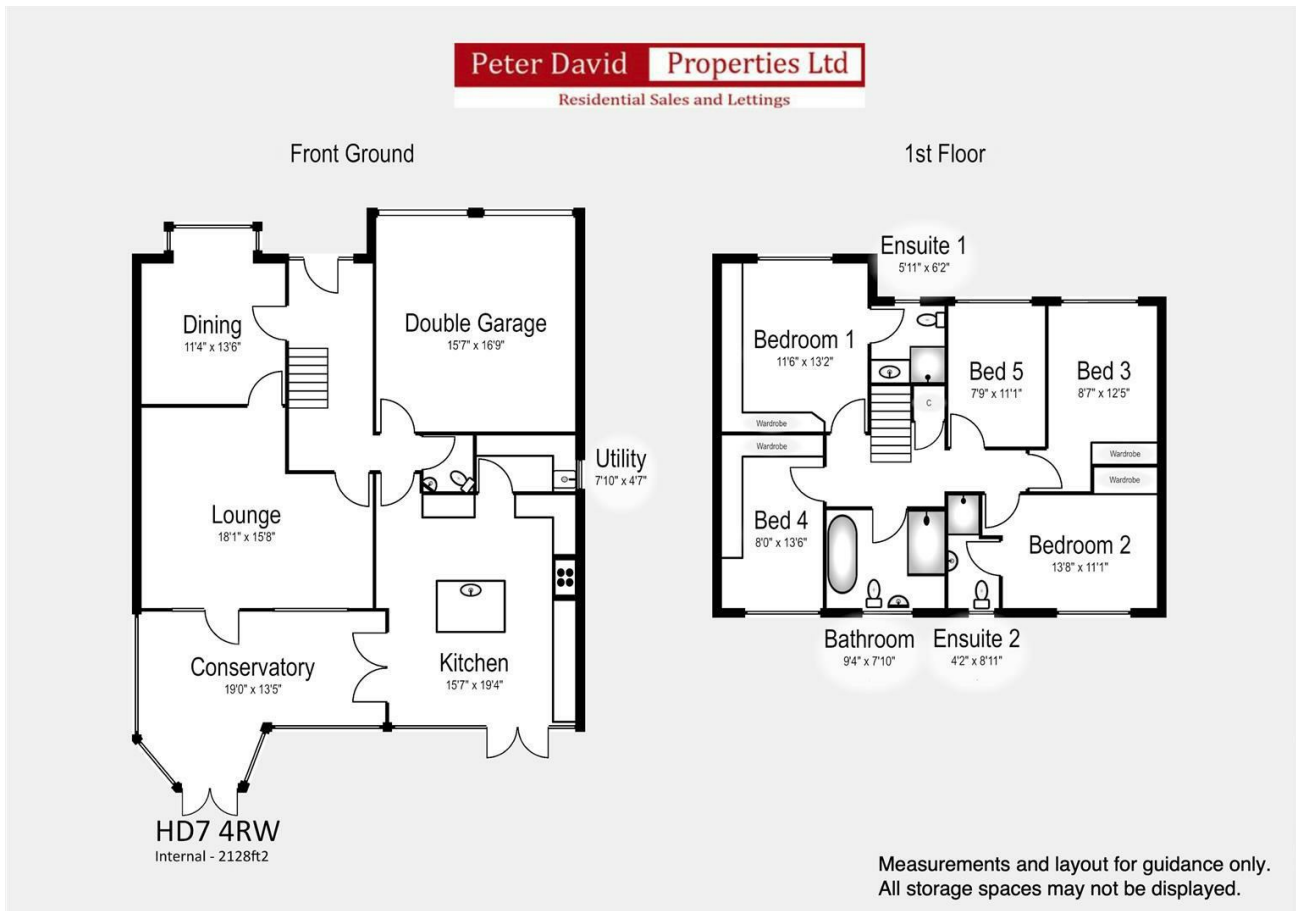 Peter David Properties Ltd
Residential Sales and Lettings
Front Ground
1st Floor
Dining
11'4" x 13'6"
Double Garage
15'7" x 16'9"
Utility
7'10" x 4'7"
Lounge
18'1" x 15'8"
Conservatory
19'0" x 13'5"
Kitchen
15'7" x 19'4"
HD7 4RW
Internal - 2128ft2
Ensuite 1
5'11" x 6'2"
Bedroom 1
11'6" x 13'2"
Wardrobe
Wardrobe
C
Bed 5
7'9" x 11'1"
Bed 3
8'7" x 12'5"
Wardrobe
Wardrobe
Bed 4
8'0" x 13'6"
Bedroom 2
13'8" x 11'1"
Bathroom
9'4" x 7'10"
Ensuite 2
4'2" x 8'11"
Measurements and layout for guidance only.
All storage spaces may not be displayed.